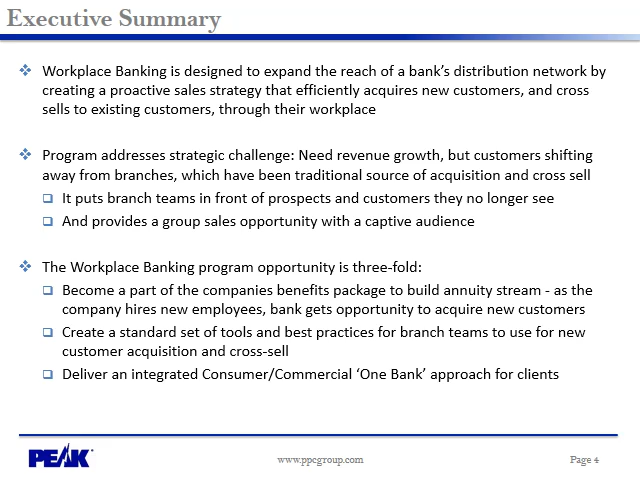 Executive Summary
Workplace Banking is designed to expand the reach of a bank’s distribution network by
creating a proactive sales strategy that efficiently acquires new customers, and cross
sells to existing customers, through their workplace
Program addresses strategic challenge: Need revenue growth, but customers shifting
away from branches, which have been traditional source of acquisition and cross sell
It puts branch teams in front of prospects and customers they no longer see
And provides a group sales opportunity with a captive audience
The Workplace Banking program opportunity is three-fold:
Become a part of the companies benefits package to build annuity stream - as the
company hires new employees, bank gets opportunity to acquire new customers
Create a standard set of tools and best practices for branch teams to use for new
customer acquisition and cross-sell
Deliver an integrated Consumer/Commercial ‘One Bank’ approach for clients
PEAK
www.ppcgroup.com
Page 4